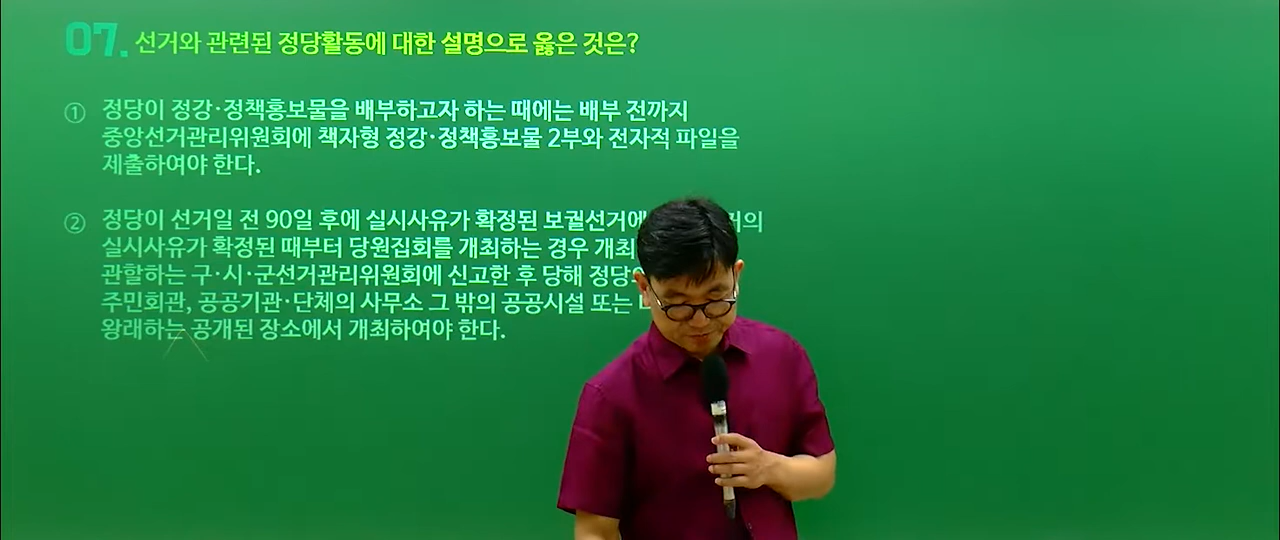 07. 선거와 관련된 정당활동에 대한 설명으로 옳은 것은?
① 정당이 정강·정책홍보물을 배부하고자 하는 때에는 배부 전까지
중앙선거관리위원회에 책자형 정강·정책홍보물 2부와 전자적 파일을
제출하여야 한다.
② 정당이 선거일 전 90일 후에 실시사유가 확정된 보궐선거에
실시사유가 확정된 때부터 당원집회를 개최하는 경우 개최
관할하는 구·시·군선거관리위원회에 신고한 후 당해 정당
주민회관, 공공기관·단체의 사무소 그 밖의 공공시설 또는
왕래하는 공개된 장소에서 개최하여야 한다.